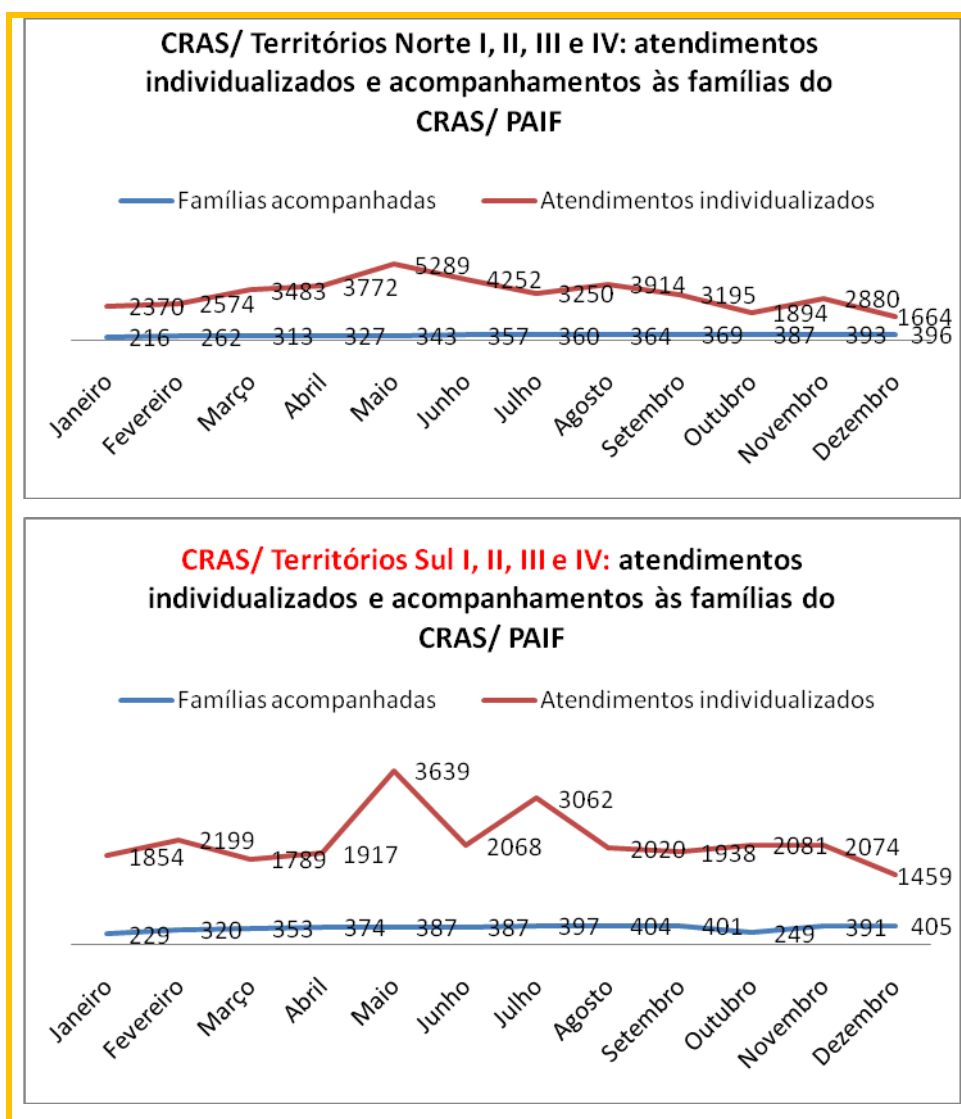 CRAS/ Territórios Norte I, II, III e IV: atendimentos
individualizados e acompanhamentos às famílias do
CRAS/ PAIF
Famílias acompanhadas
Atendimentos individualizados
2370 2574 3483 3772 5289 4252 3250 3914 3195 1894 2880 1664
216 262 313 327 343 357 360 364 369 387 393 396
Janeiro Fevereiro Março Abril Maio Junho Julho Agosto Setembro Outubro Novembro Dezembro
CRAS/ Territórios Sul I, II, III e IV: atendimentos
individualizados e acompanhamentos às famílias do
CRAS/ PAIF
Famílias acompanhadas
Atendimentos individualizados
1854 2199 1789 1917 3639 2068 3062 2020 1938 2081 2074 1459
229 320 353 374 387 387 397 404 401 249 391 405
Janeiro Fevereiro Março Abril Maio Junho Julho Agosto Setembro Outubro Novembro Dezembro